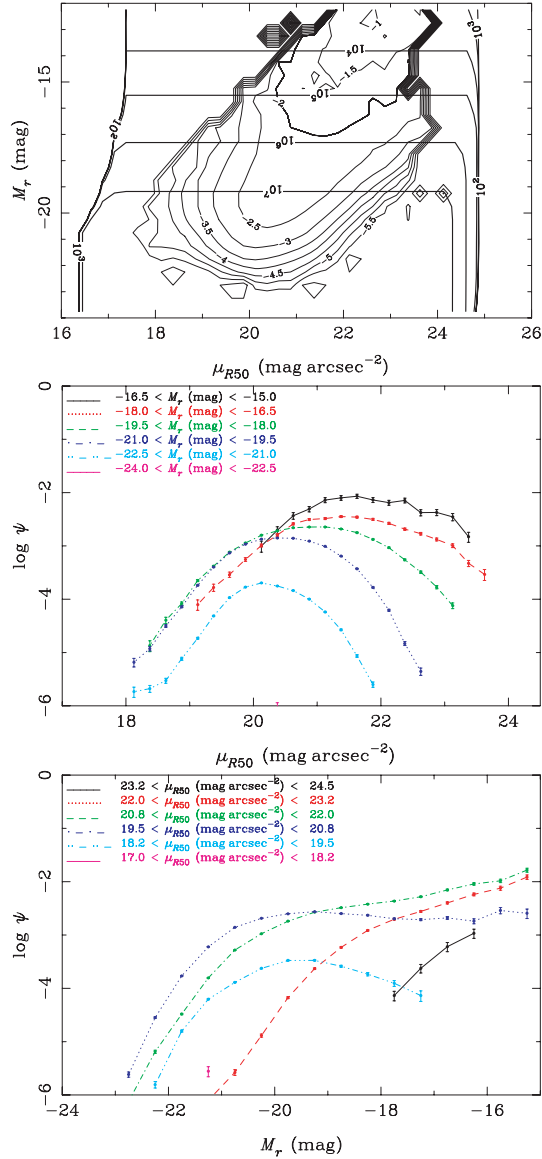 −15
−20
M_r (mag)
−1
10^4
−1.5
−2
10^5
10^6
10^7
−2.5
−3
−3.5
4
−4.5
−5
−5.5
10^2
10^3
10^3
10^2
16 18 20 22 24 26
μ_R50 (mag arcsec^−2)
−16.5 < M_r (mag) < −15.0
−18.0 < M_r (mag) < −16.5
−19.5 < M_r (mag) < −18.0
−21.0 < M_r (mag) < −19.5
−22.5 < M_r (mag) < −21.0
−24.0 < M_r (mag) < −22.5
0
−2
−4
−6
log ψ
18 20 22 24
μ_R50 (mag arcsec^−2)
23.2 < μ_R50 (mag arcsec^−2) < 24.5
22.0 < μ_R50 (mag arcsec^−2) < 23.2
20.8 < μ_R50 (mag arcsec^−2) < 22.0
19.5 < μ_R50 (mag arcsec^−2) < 20.8
18.2 < μ_R50 (mag arcsec^−2) < 19.5
17.0 < μ_R50 (mag arcsec^−2) < 18.2
0
−2
−4
−6
log ψ
−24 −22 −20 −18 −16
M_r (mag)